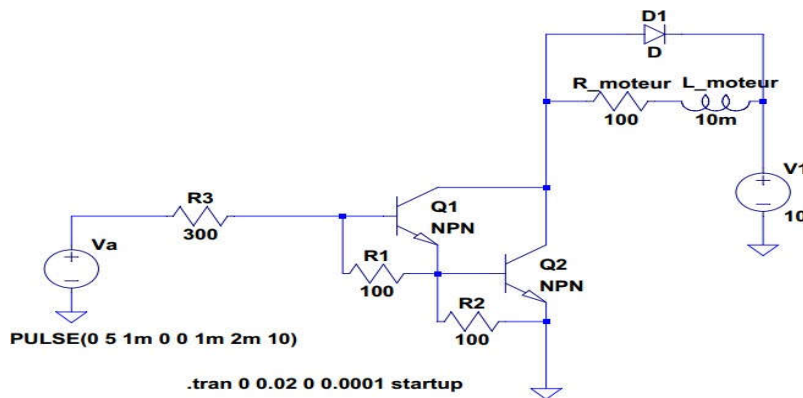 D1
D
R_moteur L_moteur
100 10m
V1
10
R3
300
Va
Q1
NPN
R1
100
Q2
NPN
R2
100
PULSE(0 5 1m 0 0 1m 2m 10)
.tran 0 0.02 0 0.0001 startup